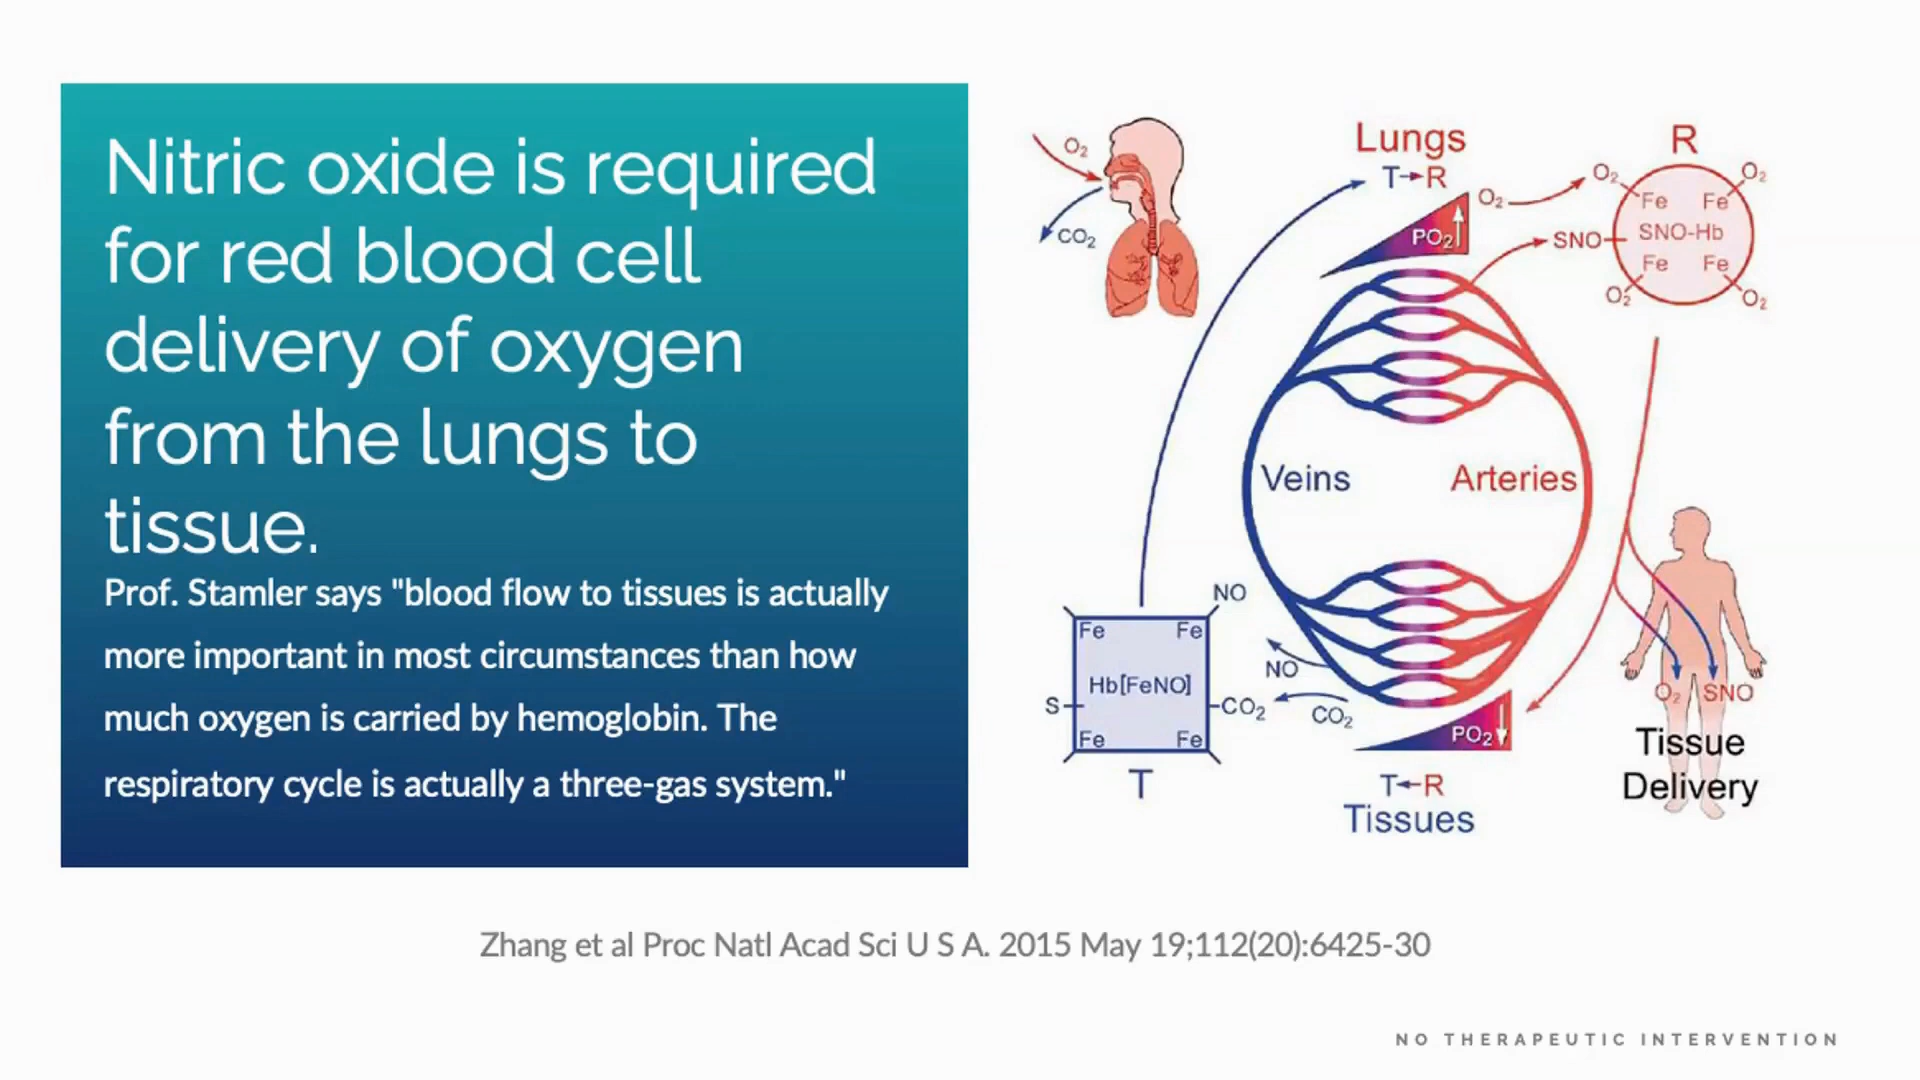 Nitric oxide is required
for red blood cell
delivery of oxygen
from the lungs to
tissue.
Prof. Stamler says "blood flow to tissues is actually
more important in most circumstances than how
much oxygen is carried by hemoglobin. The
respiratory cycle is actually a three-gas system."
O₂
CO₂
Lungs
T→R
PO₂
O₂
SNO
R
O₂ O₂
Fe Fe
SNO-Hb
Fe Fe
O₂ O₂
Veins
Arteries
NO
Fe Fe
Hb[FeNO]
S
CO₂
Fe Fe
T
NO
CO₂
PO₂
T←R
Tissues
O₂ SNO
Tissue
Delivery
Zhang et al Proc Natl Acad Sci U S A. 2015 May 19;112(20):6425-30
NO THERAPEUTIC INTERVENTION